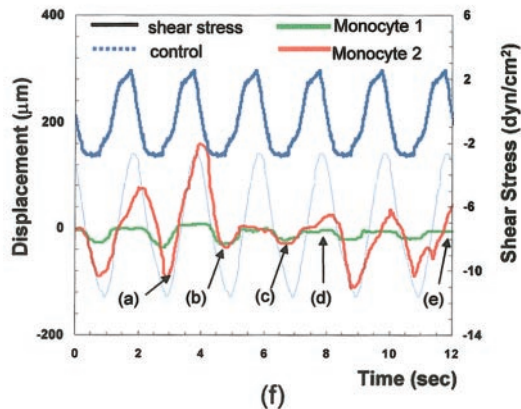 shear stress
control
Monocyte 1
Monocyte 2
400
300
200
0
-200
Displacement (µm)
6
2
-2
-6
-10
-14
Shear Stress (dyn/cm²)
(a)
(b)
(c)
(d)
(e)
0 2 4 6 8 10 12
Time (sec)
(f)